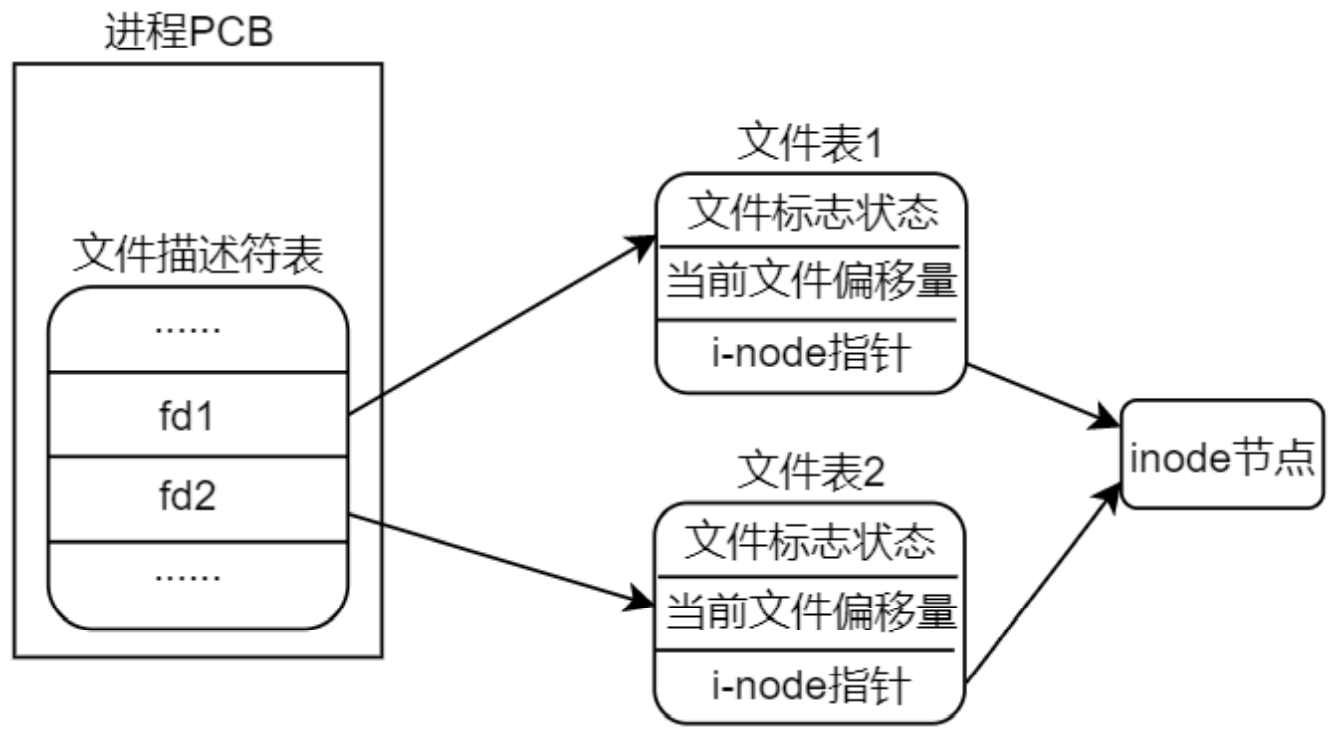 进程PCB
文件描述符表
......
fd1
fd2
......
文件表1
文件标志状态
当前文件偏移量
i-node指针
文件表2
文件标志状态
当前文件偏移量
i-node指针
inode节点